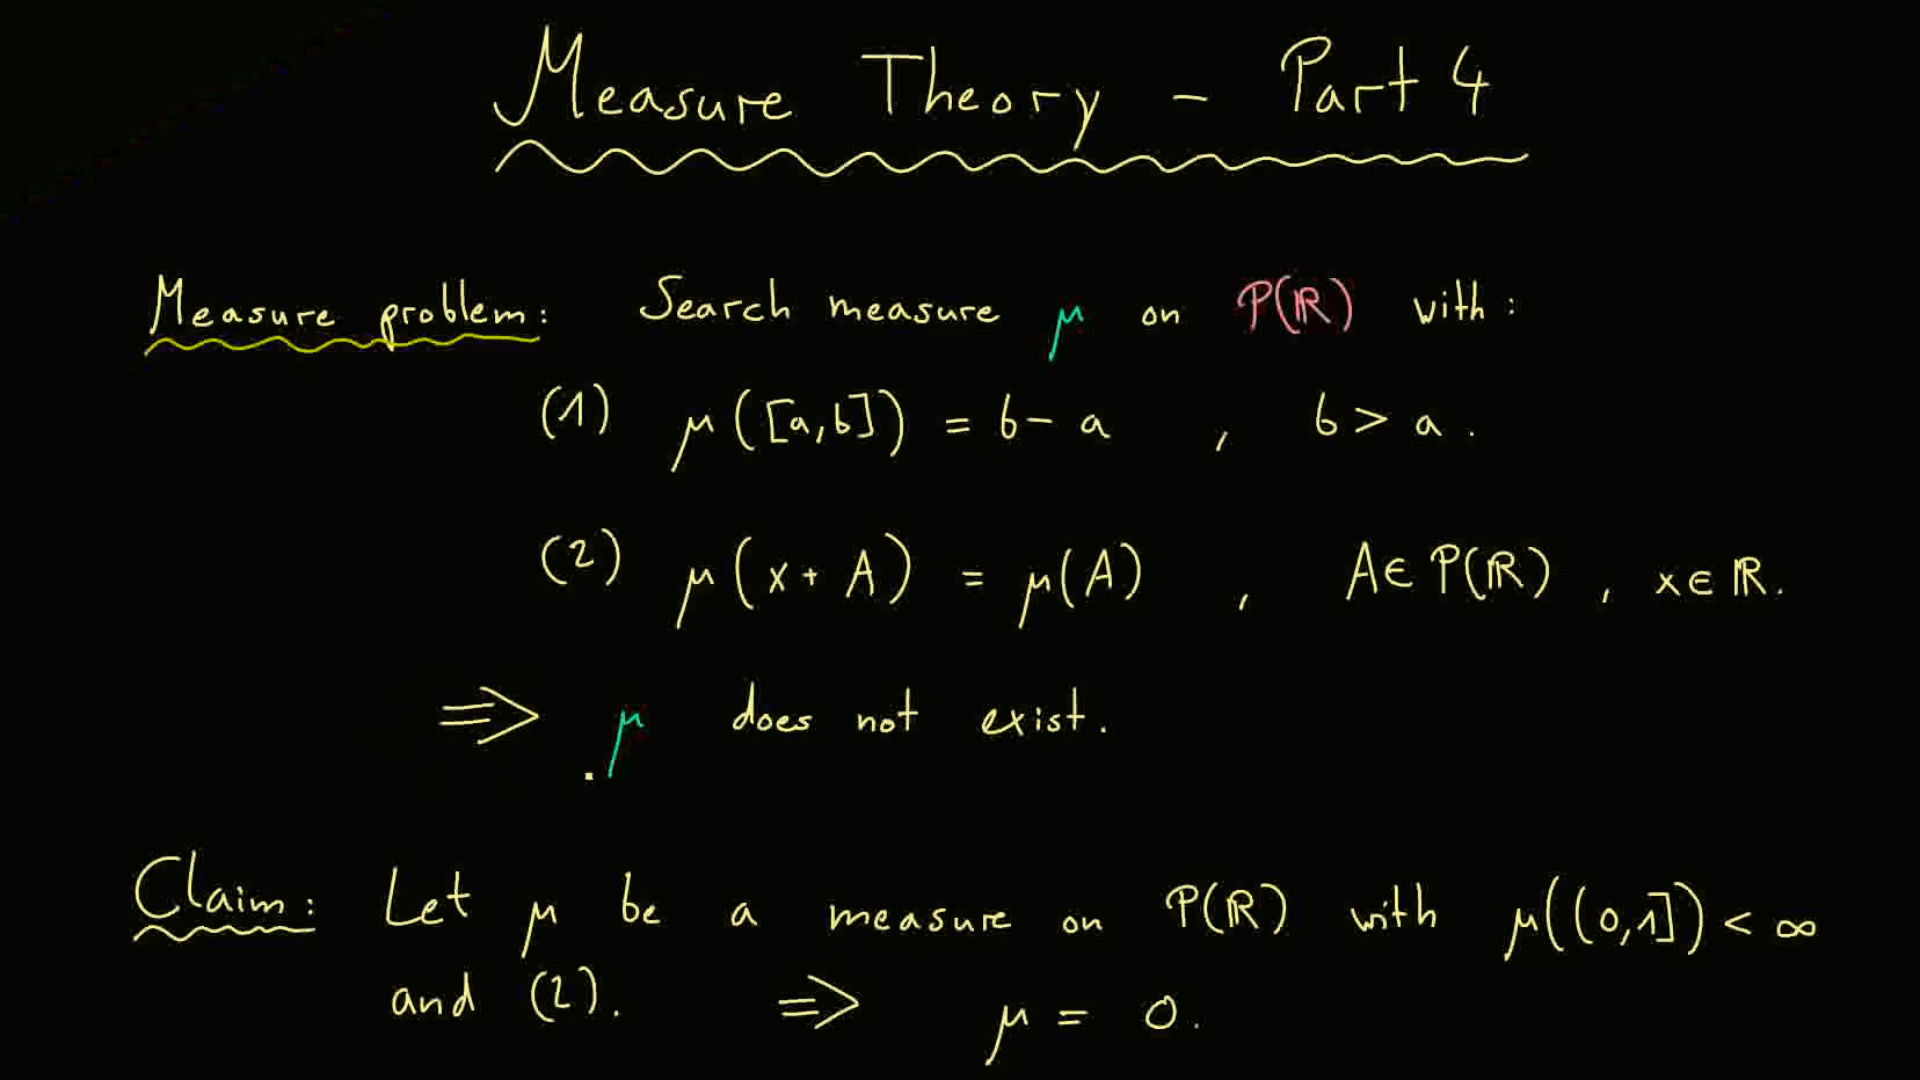 Measure Theory - Part 4
Measure problem: Search measure μ on P(ℝ) with:
(1) μ([a,b]) = b - a , b > a .
(2) μ(x + A) = μ(A) , A ∈ P(ℝ) , x ∈ ℝ.
⇒ μ does not exist.
Claim: Let μ be a measure on P(ℝ) with μ((0,1]) < ∞
and (2). ⇒ μ = 0.